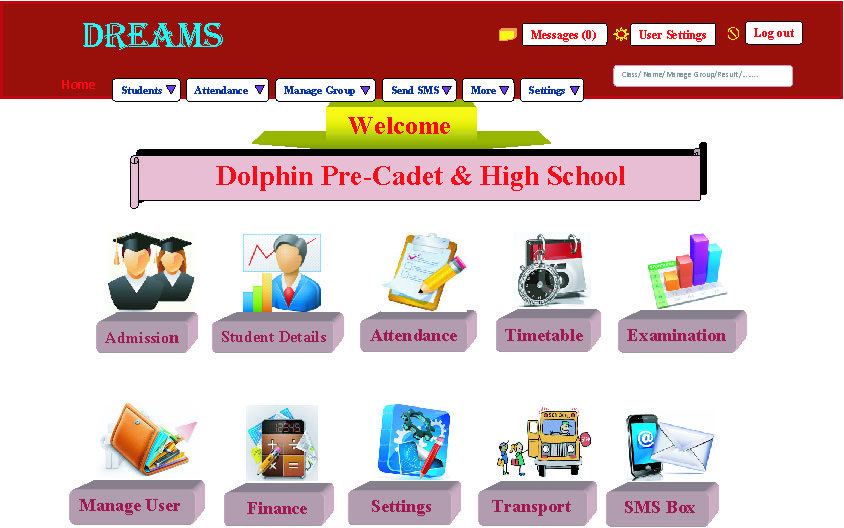 DREAMS
Messages (0)
User Settings
Log out
Class/ Name/Manage Group/Result/.......
Home
Students
Attendance
Manage Group
Send SMS
More
Settings
Welcome
Dolphin Pre-Cadet & High School
Admission
Student Details
Attendance
Timetable
Examination
12345
SCHOOL
@
Manage User
Finance
Settings
Transport
SMS Box